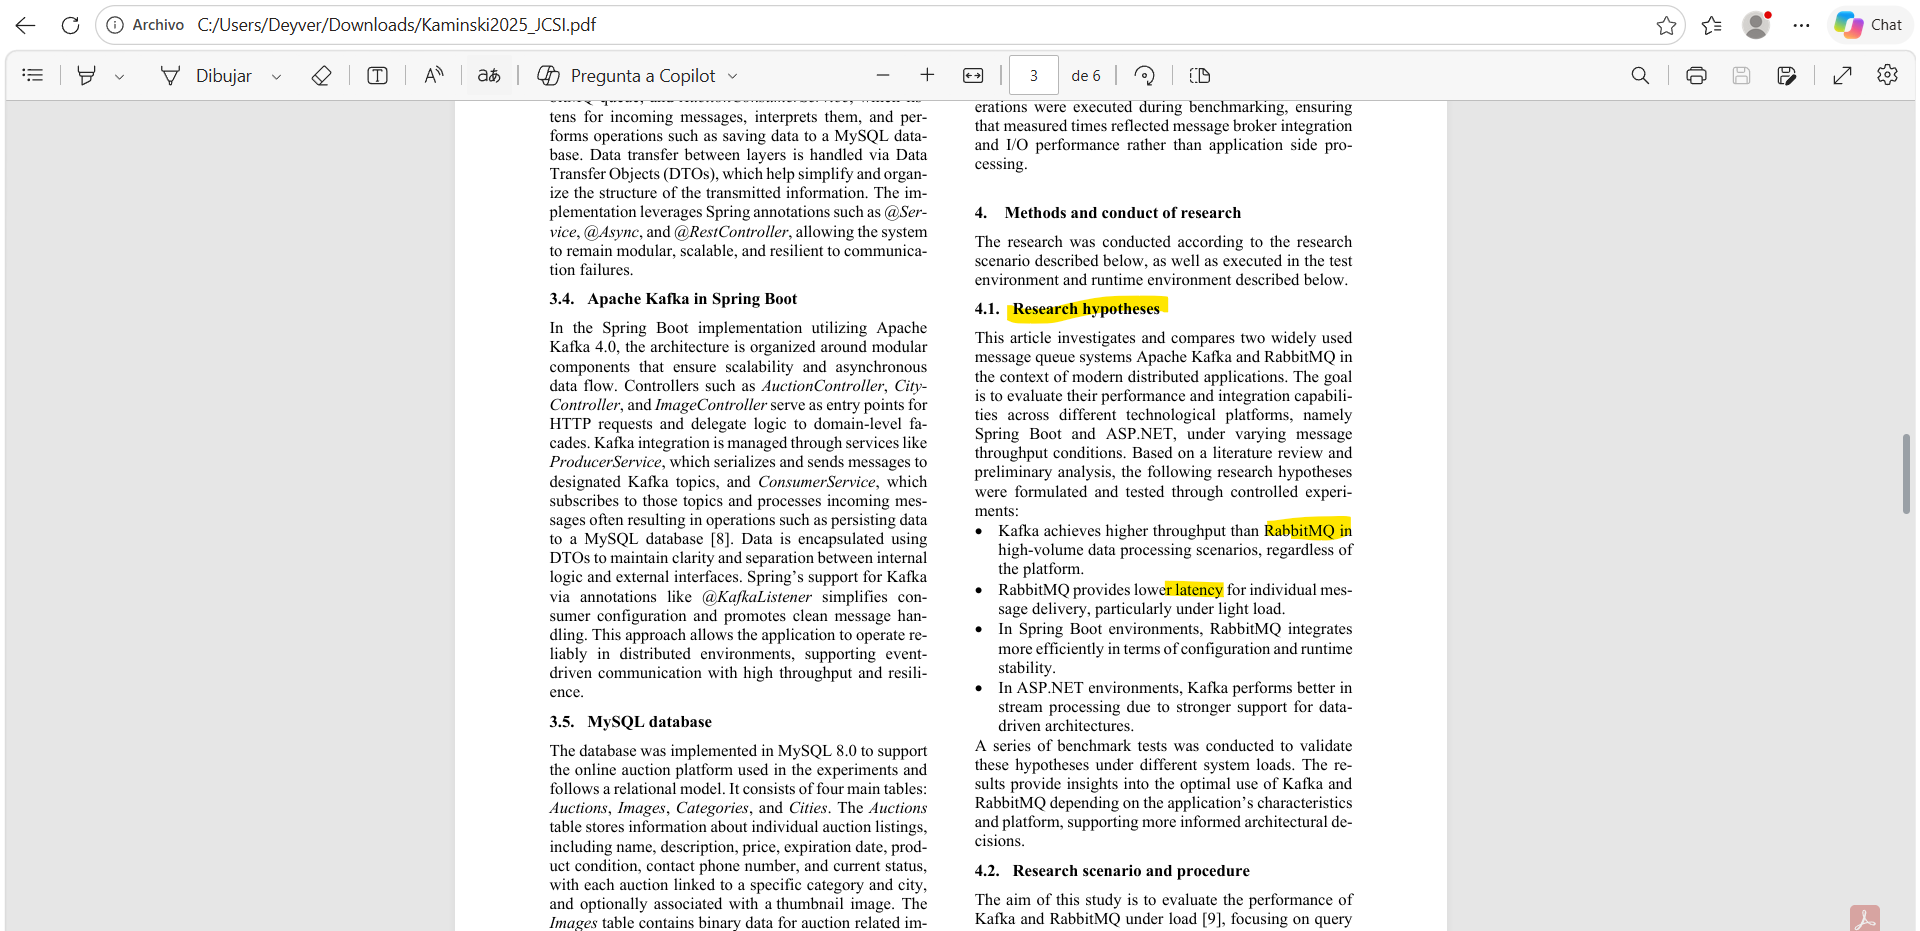 Archivo C:/Users/Deyver/Downloads/Kaminski2025_JCSI.pdf
Chat
Dibujar
aあ
Pregunta a Copilot
3 de 6
tens for incoming messages, interprets them, and per-
forms operations such as saving data to a MySQL data-
base. Data transfer between layers is handled via Data
Transfer Objects (DTOs), which help simplify and organ-
ize the structure of the transmitted information. The im-
plementation leverages Spring annotations such as @Ser-
vice, @Async, and @RestController, allowing the system
to remain modular, scalable, and resilient to communica-
tion failures.
3.4. Apache Kafka in Spring Boot
In the Spring Boot implementation utilizing Apache
Kafka 4.0, the architecture is organized around modular
components that ensure scalability and asynchronous
data flow. Controllers such as AuctionController, City-
Controller, and ImageController serve as entry points for
HTTP requests and delegate logic to domain-level fa-
cades. Kafka integration is managed through services like
ProducerService, which serializes and sends messages to
designated Kafka topics, and ConsumerService, which
subscribes to those topics and processes incoming mes-
sages often resulting in operations such as persisting data
to a MySQL database [8]. Data is encapsulated using
DTOs to maintain clarity and separation between internal
logic and external interfaces. Spring’s support for Kafka
via annotations like @KafkaListener simplifies con-
sumer configuration and promotes clean message han-
dling. This approach allows the application to operate re-
liably in distributed environments, supporting event-
driven communication with high throughput and resili-
ence.
3.5. MySQL database
The database was implemented in MySQL 8.0 to support
the online auction platform used in the experiments and
follows a relational model. It consists of four main tables:
Auctions, Images, Categories, and Cities. The Auctions
table stores information about individual auction listings,
including name, description, price, expiration date, prod-
uct condition, contact phone number, and current status,
with each auction linked to a specific category and city,
and optionally associated with a thumbnail image. The
Images table contains binary data for auction related im-
erations were executed during benchmarking, ensuring
that measured times reflected message broker integration
and I/O performance rather than application side pro-
cessing.
4. Methods and conduct of research
The research was conducted according to the research
scenario described below, as well as executed in the test
environment and runtime environment described below.
4.1. Research hypotheses
This article investigates and compares two widely used
message queue systems Apache Kafka and RabbitMQ in
the context of modern distributed applications. The goal
is to evaluate their performance and integration capabili-
ties across different technological platforms, namely
Spring Boot and ASP.NET, under varying message
throughput conditions. Based on a literature review and
preliminary analysis, the following research hypotheses
were formulated and tested through controlled experi-
ments:
• Kafka achieves higher throughput than RabbitMQ in
high-volume data processing scenarios, regardless of
the platform.
• RabbitMQ provides lower latency for individual mes-
sage delivery, particularly under light load.
• In Spring Boot environments, RabbitMQ integrates
more efficiently in terms of configuration and runtime
stability.
• In ASP.NET environments, Kafka performs better in
stream processing due to stronger support for data-
driven architectures.
A series of benchmark tests was conducted to validate
these hypotheses under different system loads. The re-
sults provide insights into the optimal use of Kafka and
RabbitMQ depending on the application’s characteristics
and platform, supporting more informed architectural de-
cisions.
4.2. Research scenario and procedure
The aim of this study is to evaluate the performance of
Kafka and RabbitMQ under load [9], focusing on query